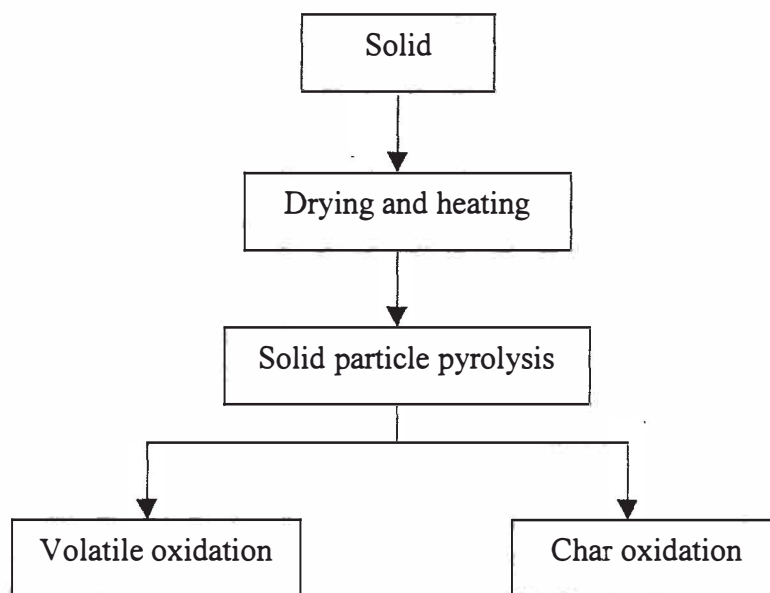 Solid
Drying and heating
Solid particle pyrolysis
Volatile oxidation
Char oxidation